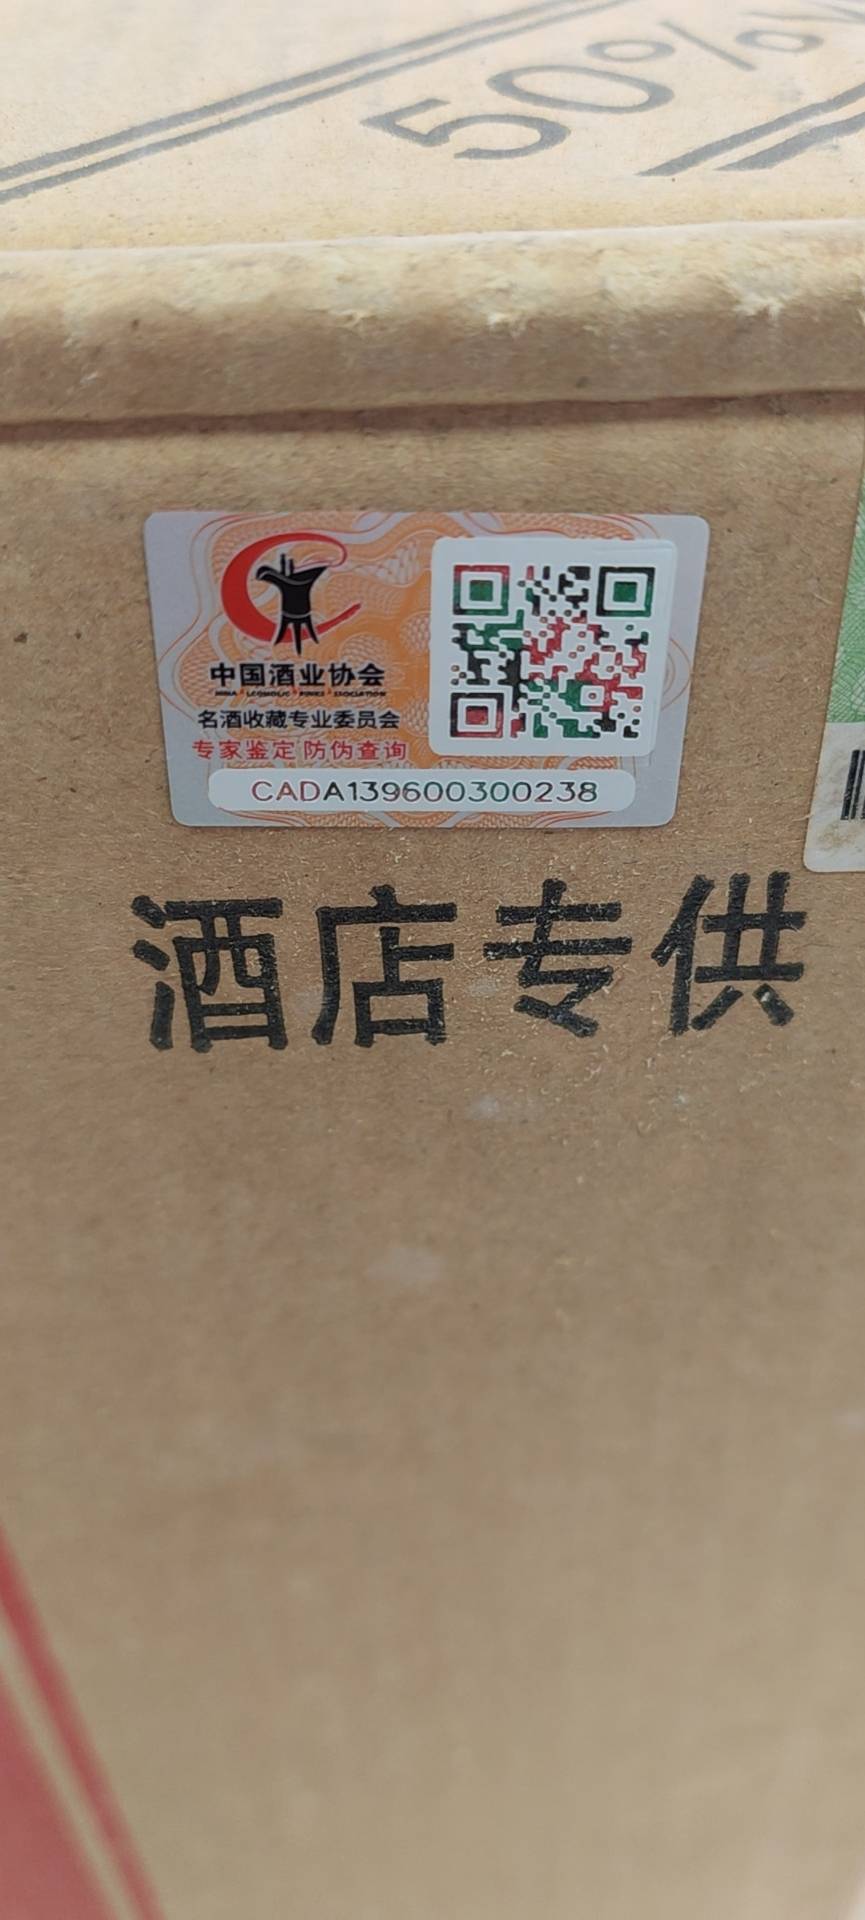 50%v
中国酒业协会
名酒收藏专业委员会
专家鉴定 防伪查询
CADA139600300238
酒店专供